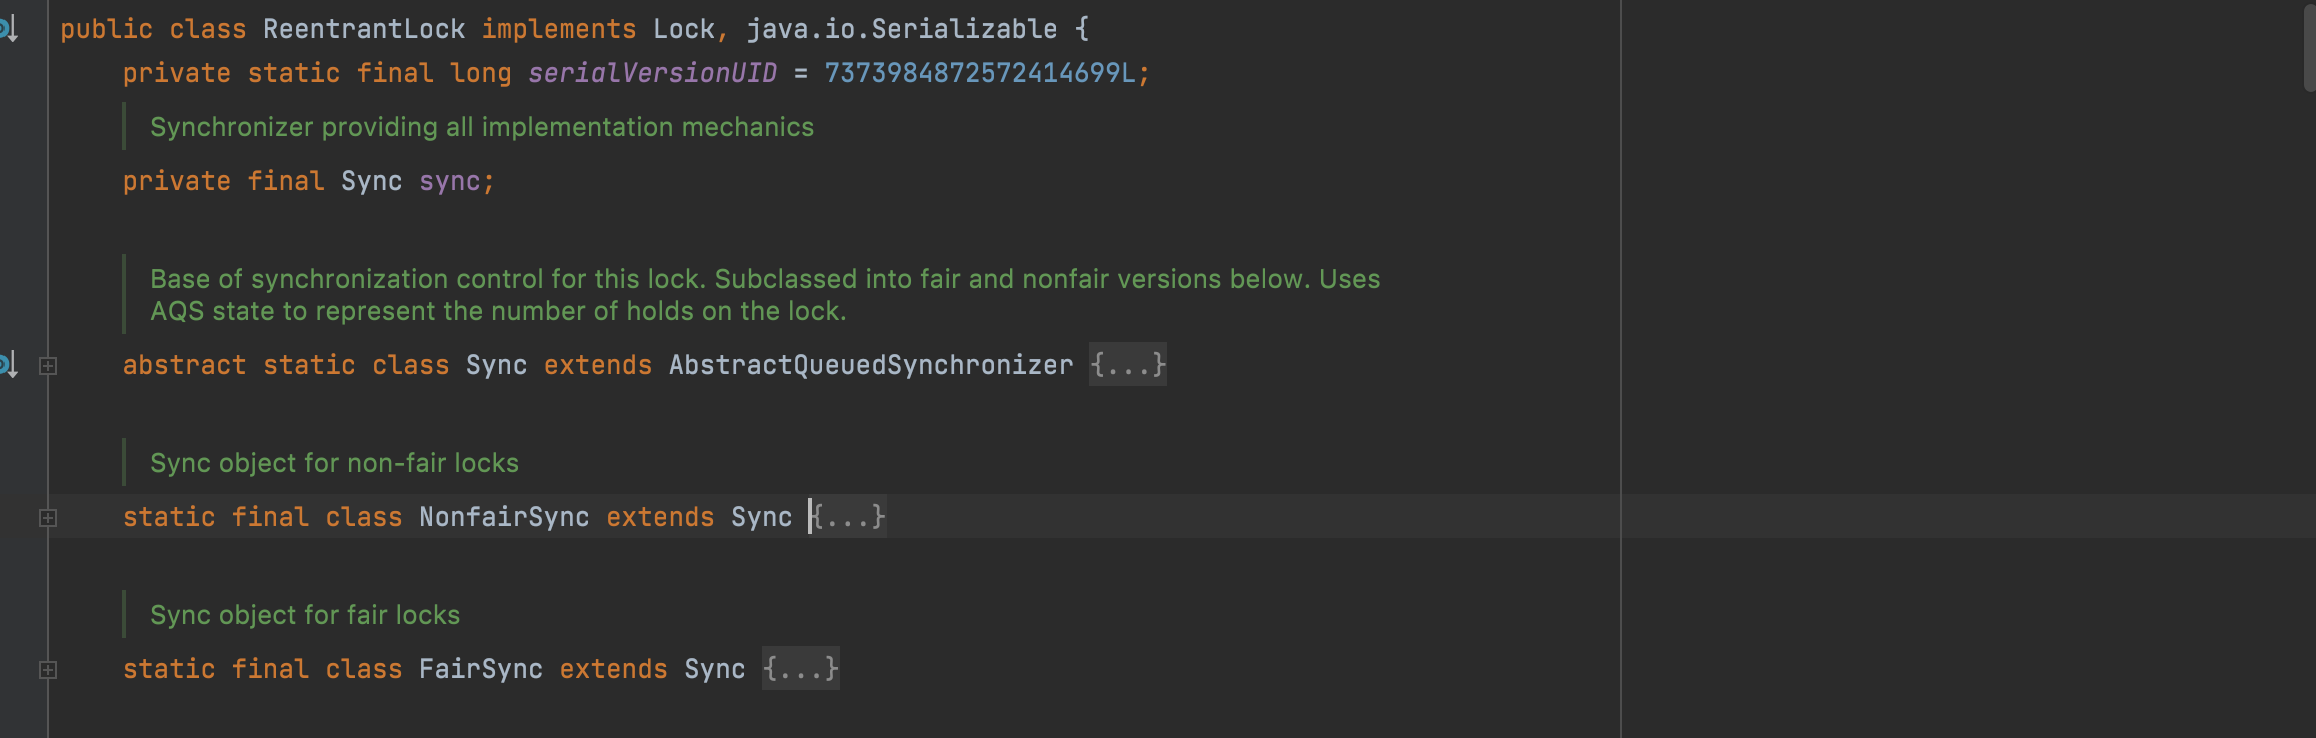 public class ReentrantLock implements Lock, java.io.Serializable {
private static final long serialVersionUID = 7373984872572414699L;
Synchronizer providing all implementation mechanics
private final Sync sync;
Base of synchronization control for this lock. Subclassed into fair and nonfair versions below. Uses
AQS state to represent the number of holds on the lock.
abstract static class Sync extends AbstractQueuedSynchronizer {...}
Sync object for non-fair locks
static final class NonfairSync extends Sync {...}
Sync object for fair locks
static final class FairSync extends Sync {...}